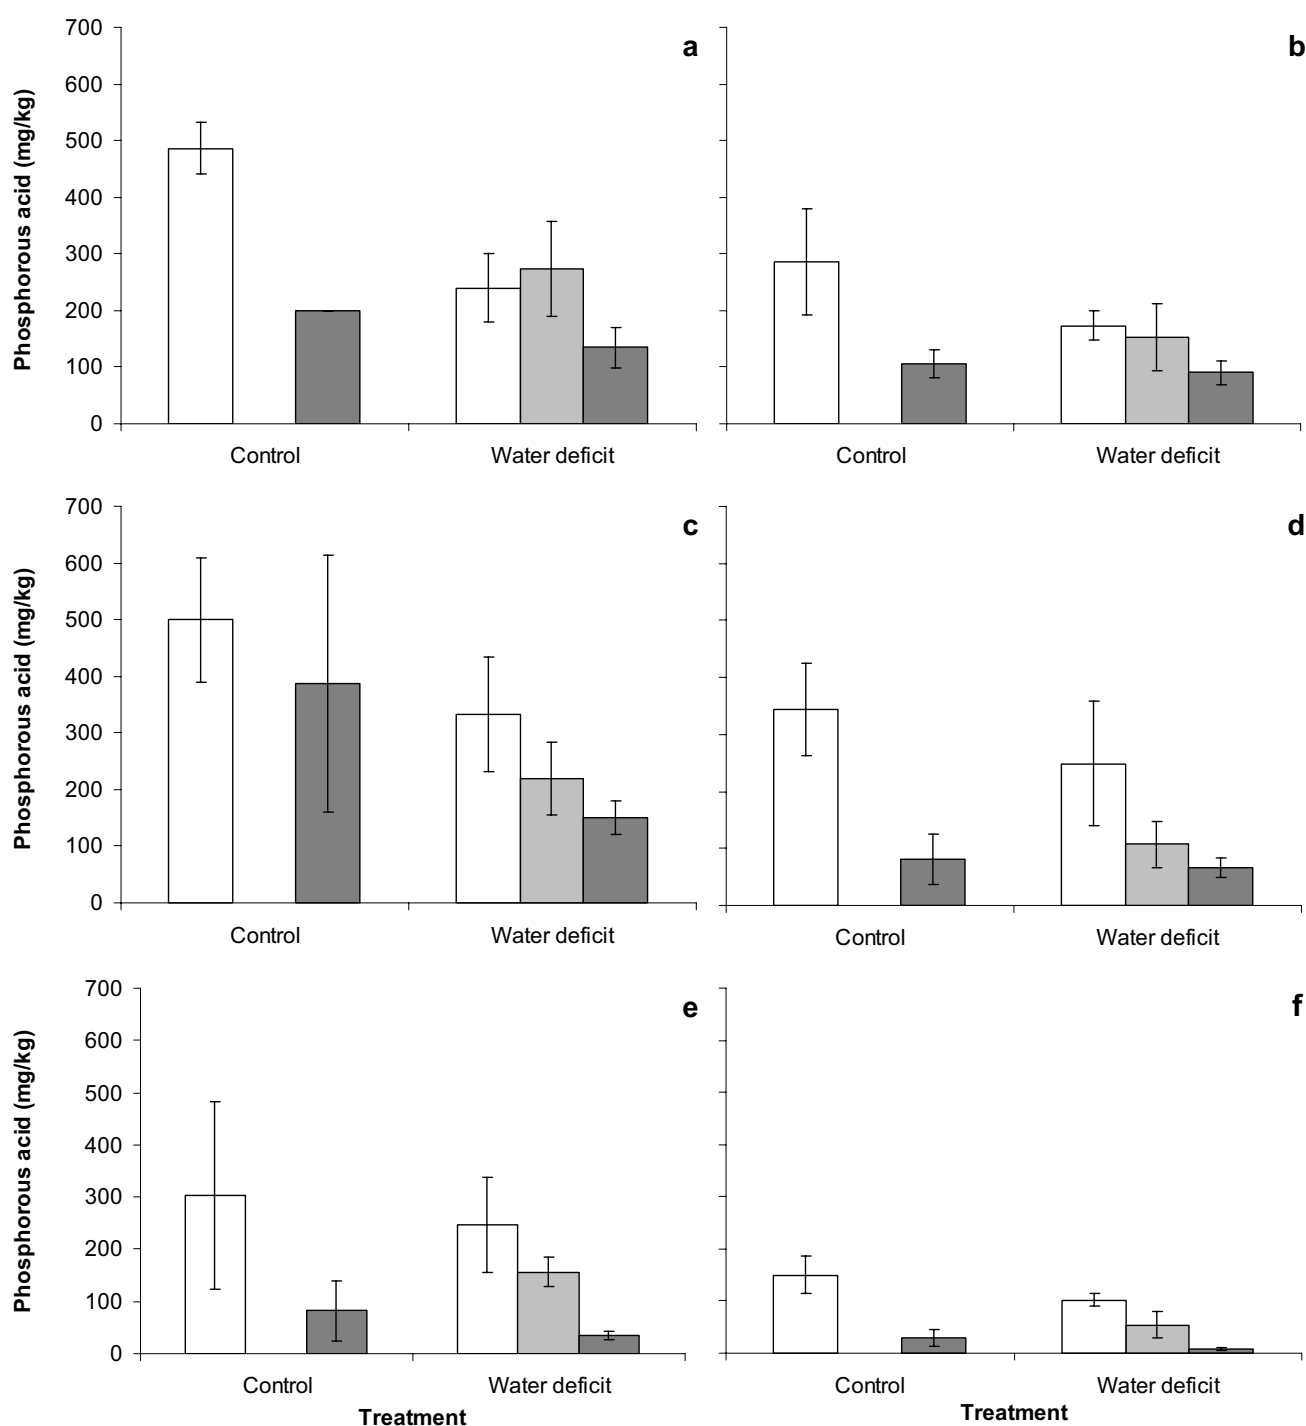 a
b
700
600
500
400
300
200
100
0
Phosphorous acid (mg/kg)
Control
Water deficit
Control
Water deficit
c
d
700
600
500
400
300
200
100
0
Phosphorous acid (mg/kg)
Control
Water deficit
Control
Water deficit
e
f
700
600
500
400
300
200
100
0
Phosphorous acid (mg/kg)
Control
Water deficit
Control
Water deficit
Treatment
Treatment